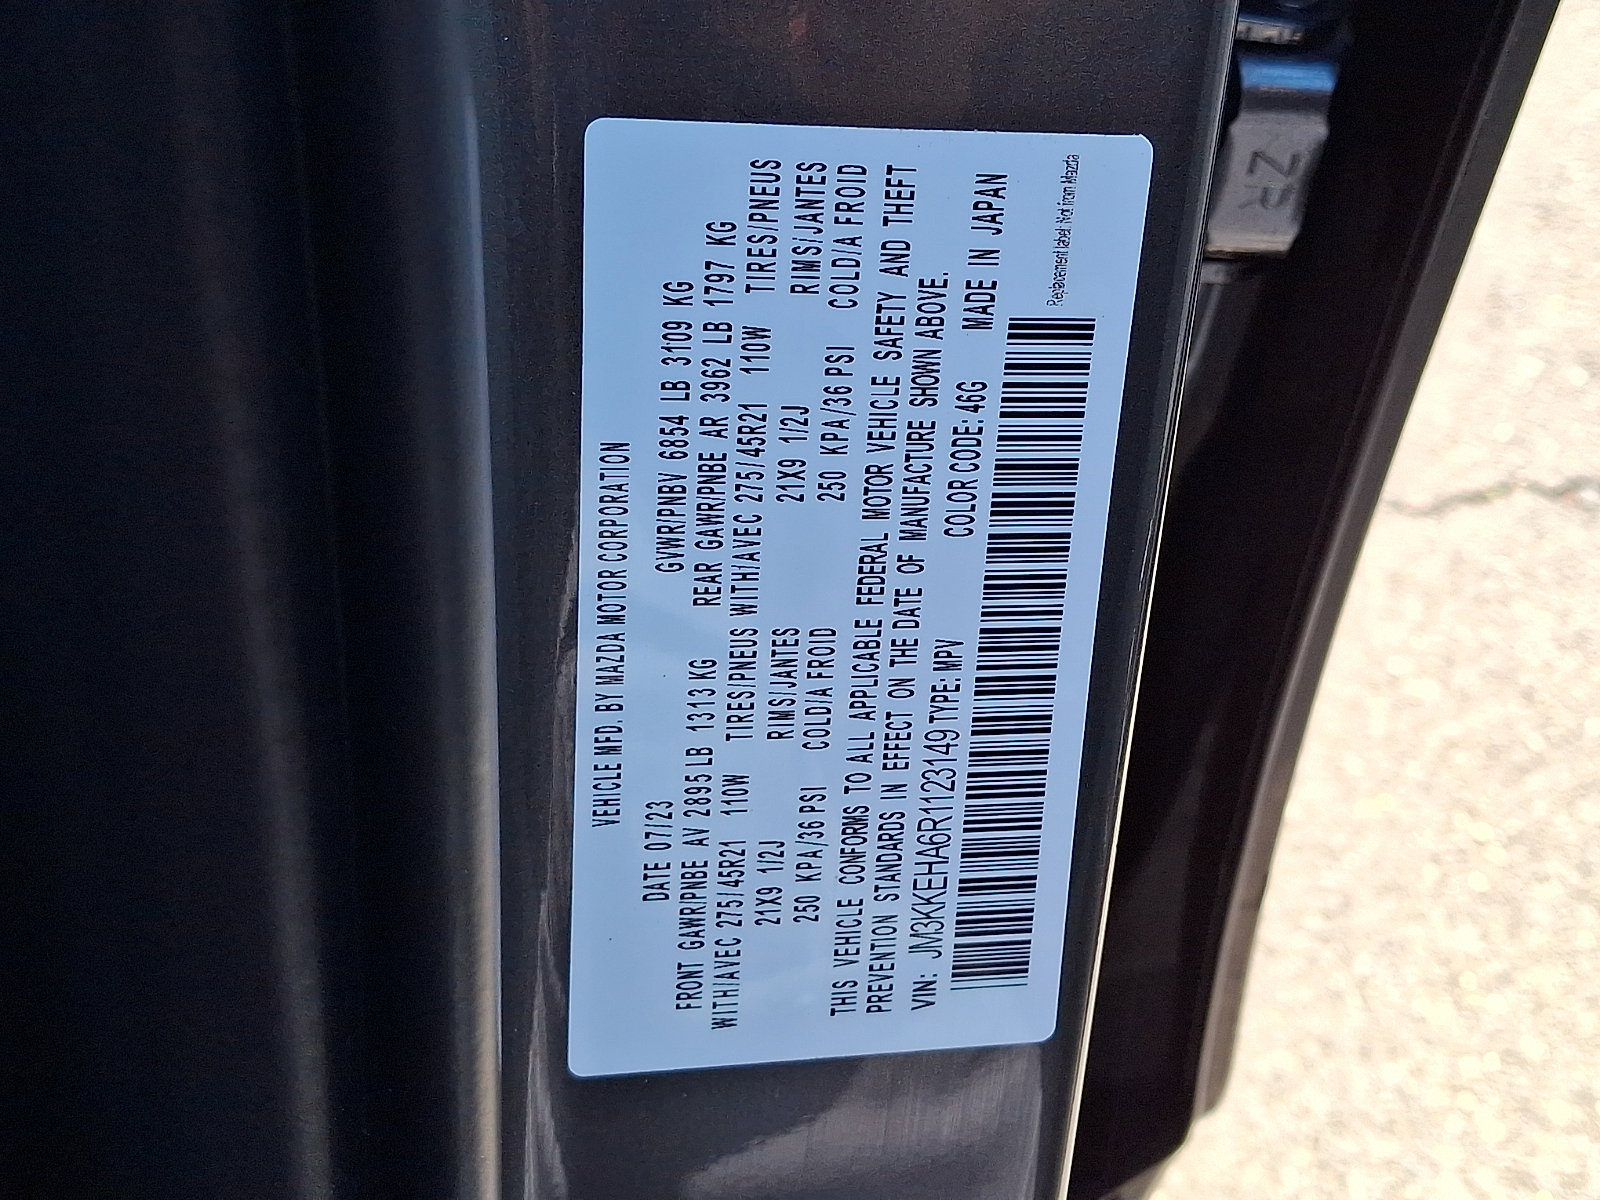 VEHICLE MFD. BY MAZDA MOTOR CORPORATION
DATE 07/23 GVWR/PNBV 6854 LB 3109 KG
FRONT GAWR/PNBE AV 2895 LB 1313 KG REAR GAWR/PNBE AR 3962 LB 1797 KG
WITH/AVEC 275/45R21 110W TIRES/PNEUS WITH/AVEC 275/45R21 110W TIRES/PNEUS
21X9 1/2J RIMS/JANTES 21X9 1/2J RIMS/JANTES
250 KPA/36 PSI COLD/A FROID 250 KPA/36 PSI COLD/A FROID
THIS VEHICLE CONFORMS TO ALL APPLICABLE FEDERAL MOTOR VEHICLE SAFETY AND THEFT
PREVENTION STANDARDS IN EFFECT ON THE DATE OF MANUFACTURE SHOWN ABOVE.
VIN: JM3KKEHA6R1123149 TYPE: MPV COLOR CODE: 46G MADE IN JAPAN
Replacement label: Not from Mazda